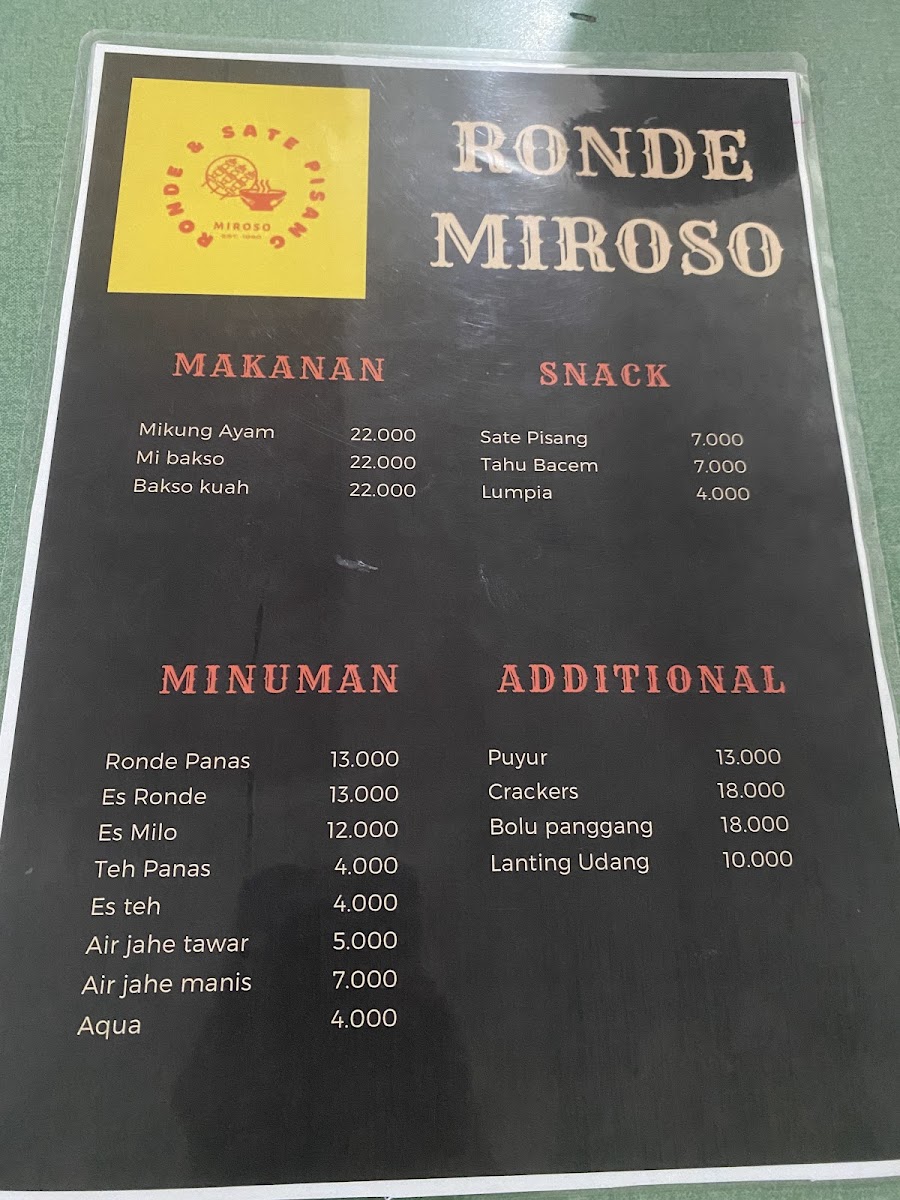 RONDE & SATE PISANG
MIROSO
RONDE
MIROSO
MAKANAN
Mikung Ayam 22.000
Mi bakso 22.000
Bakso kuah 22.000
SNACK
Sate Pisang 7.000
Tahu Bacem 7.000
Lumpia 4.000
MINUMAN
Ronde Panas 13.000
Es Ronde 13.000
Es Milo 12.000
Teh Panas 4.000
Es teh 4.000
Air jahe tawar 5.000
Air jahe manis 7.000
Aqua 4.000
ADDITIONAL
Puyur 13.000
Crackers 18.000
Bolu panggang 18.000
Lanting Udang 10.000